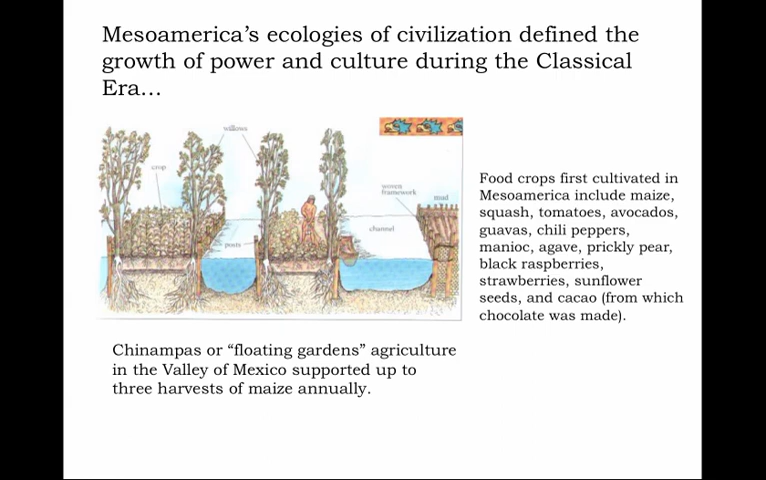 Mesoamerica's ecologies of civilization defined the
growth of power and culture during the Classical
Era…
willows
crop
woven
framework
mud
channel
posts
Food crops first cultivated in
Mesoamerica include maize,
squash, tomatoes, avocados,
guavas, chili peppers,
manioc, agave, prickly pear,
black raspberries,
strawberries, sunflower
seeds, and cacao (from which
chocolate was made).
Chinampas or “floating gardens” agriculture
in the Valley of Mexico supported up to
three harvests of maize annually.